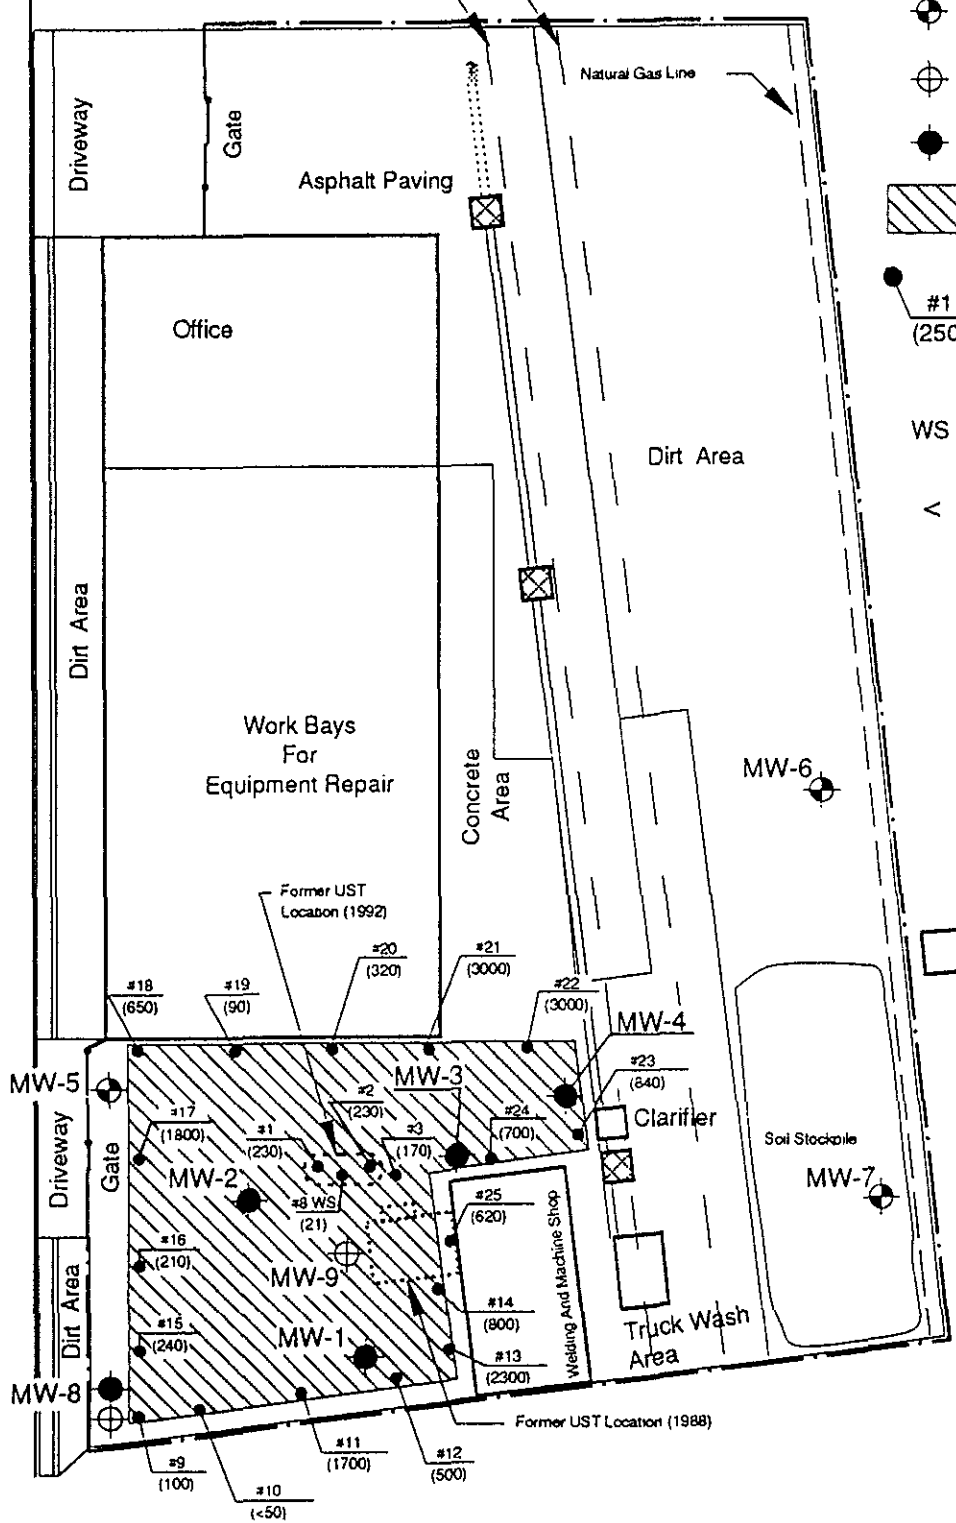 Natural Gas Line
Driveway
Gate
Asphalt Paving
#1
(250
Office
WS
<
Dirt Area
Dirt Area
Work Bays
For
Equipment Repair
Concrete
Area
MW-6
Former UST
Location (1992)
#18
(650)
#19
(90)
#20
(320)
#21
(3000)
#22
(3000)
MW-4
#23
(840)
MW-5
MW-3
#2
(230)
#17
(1800)
#1
(230)
#3
(170)
#24
(700)
Clarifier
Soil Stockpile
Driveway
Gate
MW-2
#8 WS
(21)
#25
(620)
MW-7
#16
(210)
MW-9
Welding And Machine Shop
#14
(800)
Dirt Area
#15
(240)
MW-1
#13
(2300)
Truck Wash
Area
MW-8
Former UST Location (1988)
#9
(100)
#10
(<50)
#11
(1700)
#12
(500)